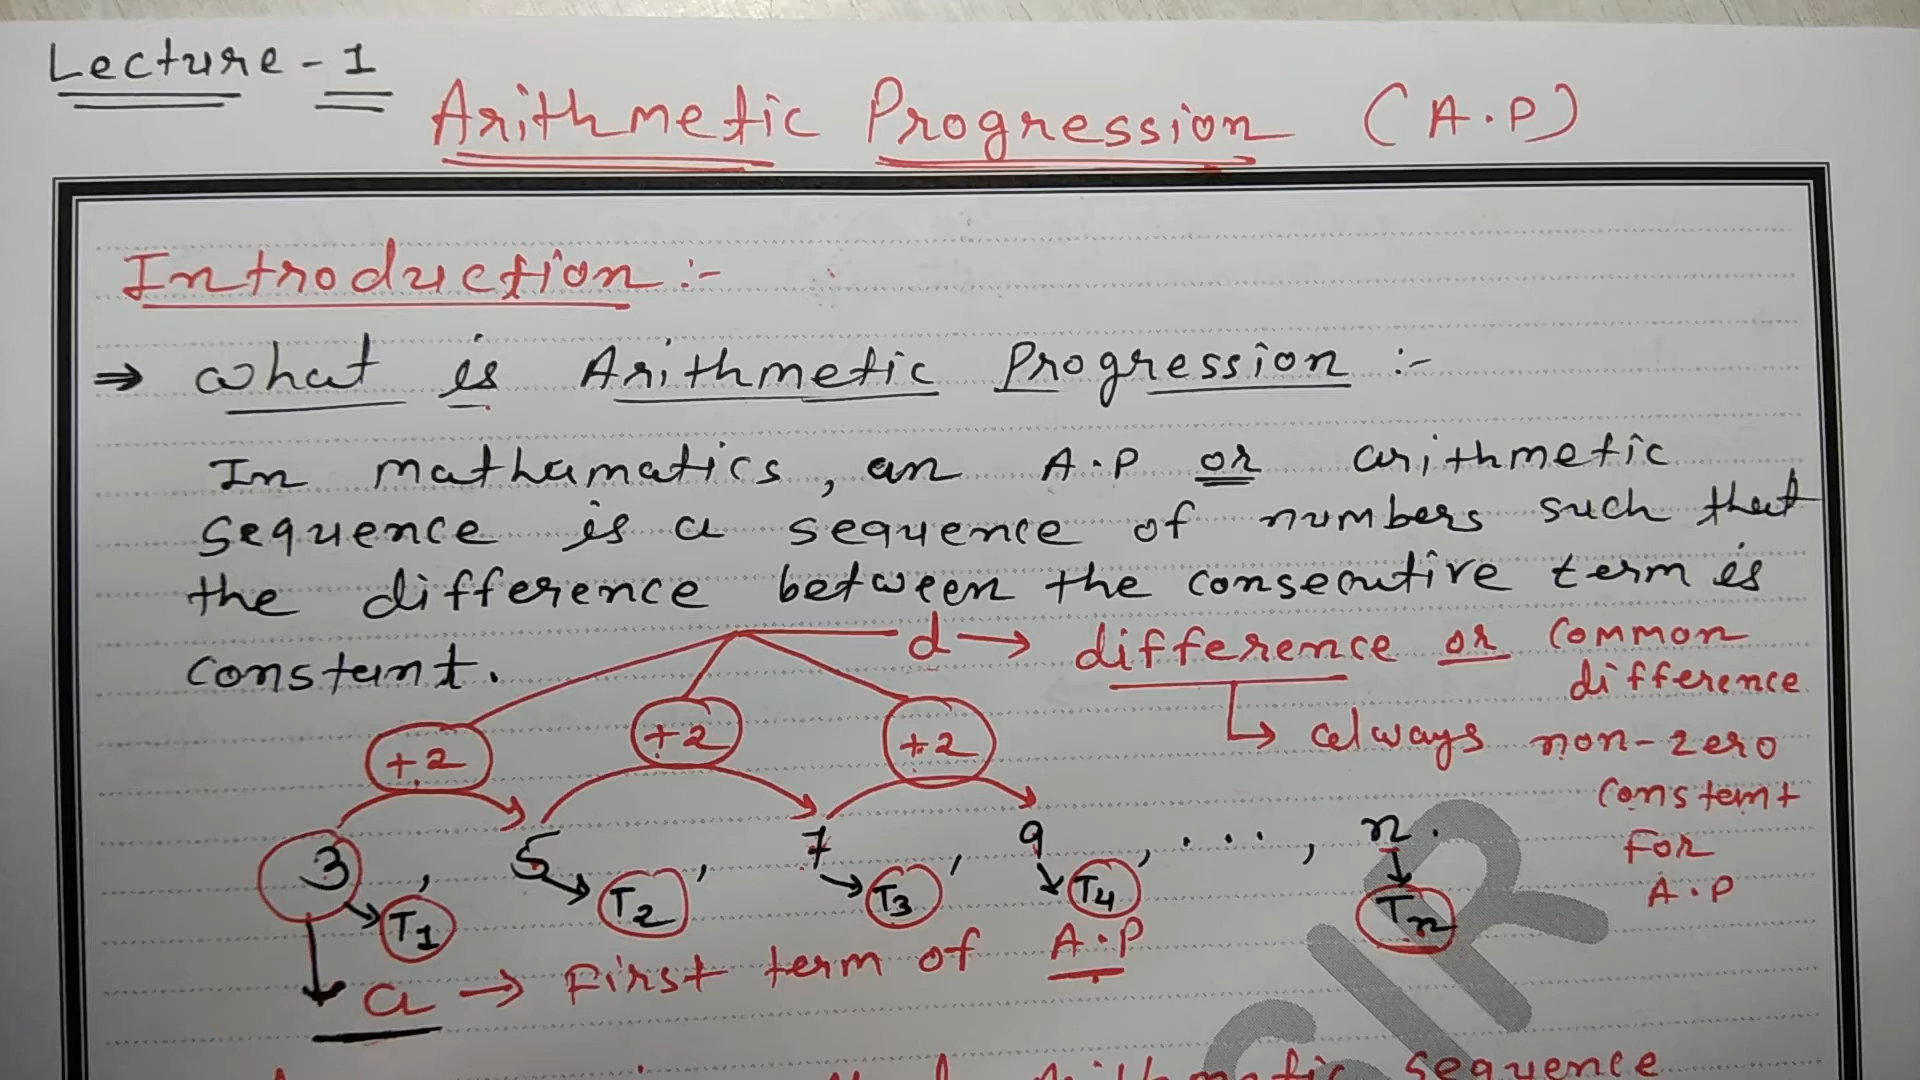 Lecture - 1
Arithmetic Progression (A.P)
Introduction :-
⇒ What is Arithmetic Progression :-
In mathematics, an A.P or arithmetic
sequence is a sequence of numbers such that
the difference between the consecutive term is
constant.
d → difference or common
difference
↳ always non-zero
constant
for
A.P
+2 +2 +2
3, 5, 7, 9, ...., n.
T1 T2 T3 T4 Tn
a → First term of A.P
sequence